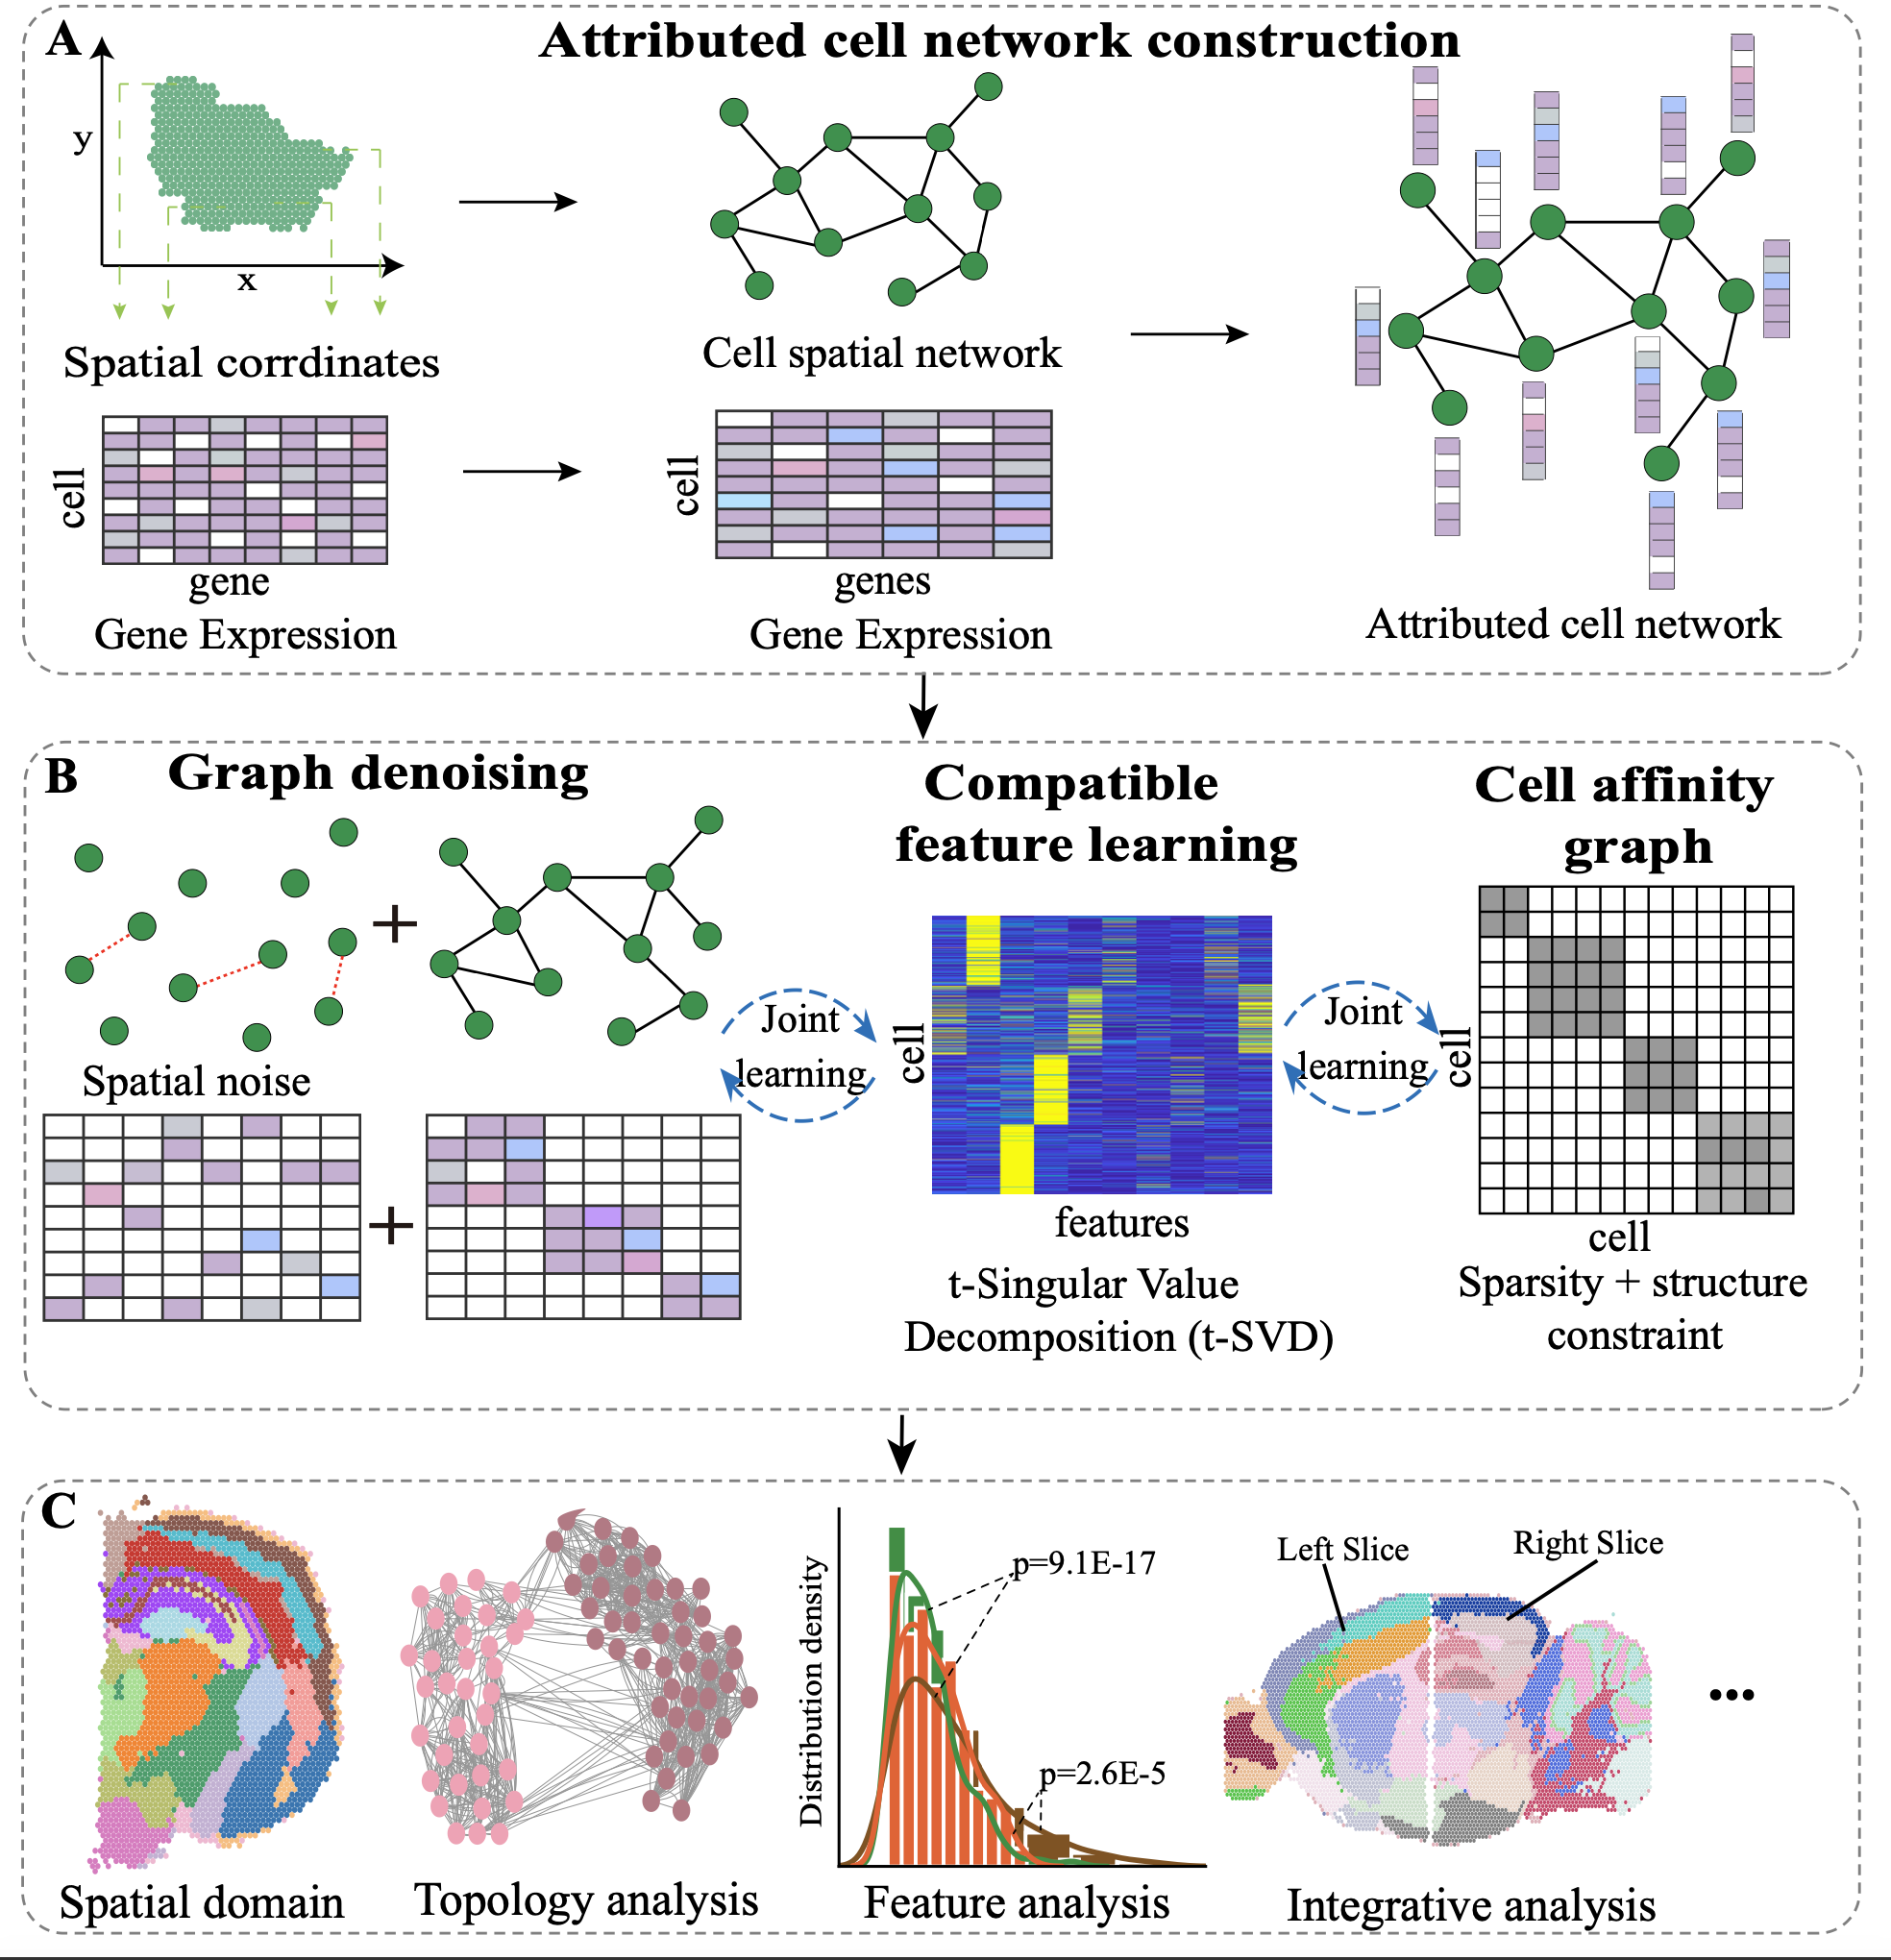 A
Attributed cell network construction
y
x
Spatial corrdinates
Cell spatial network
cell
gene
Gene Expression
cell
genes
Gene Expression
Attributed cell network
B
Graph denoising
Compatible
feature learning
Cell affinity
graph
Spatial noise
Joint
learning
cell
features
t-Singular Value
Decomposition (t-SVD)
Joint
learning
cell
cell
Sparsity + structure
constraint
C
Spatial domain
Topology analysis
Distribution density
p=9.1E-17
p=2.6E-5
Feature analysis
Left Slice
Right Slice
Integrative analysis
...